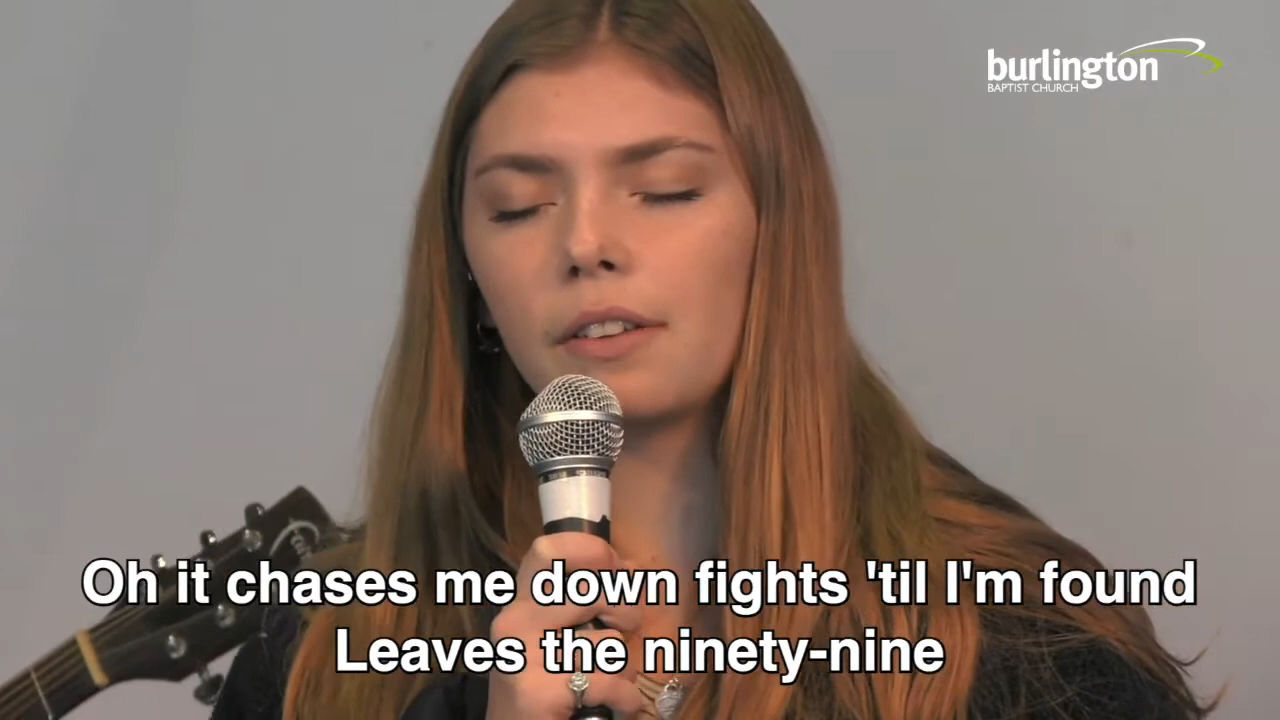 burlington
BAPTIST CHURCH
Oh it chases me down fights 'til I'm found
Leaves the ninety-nine